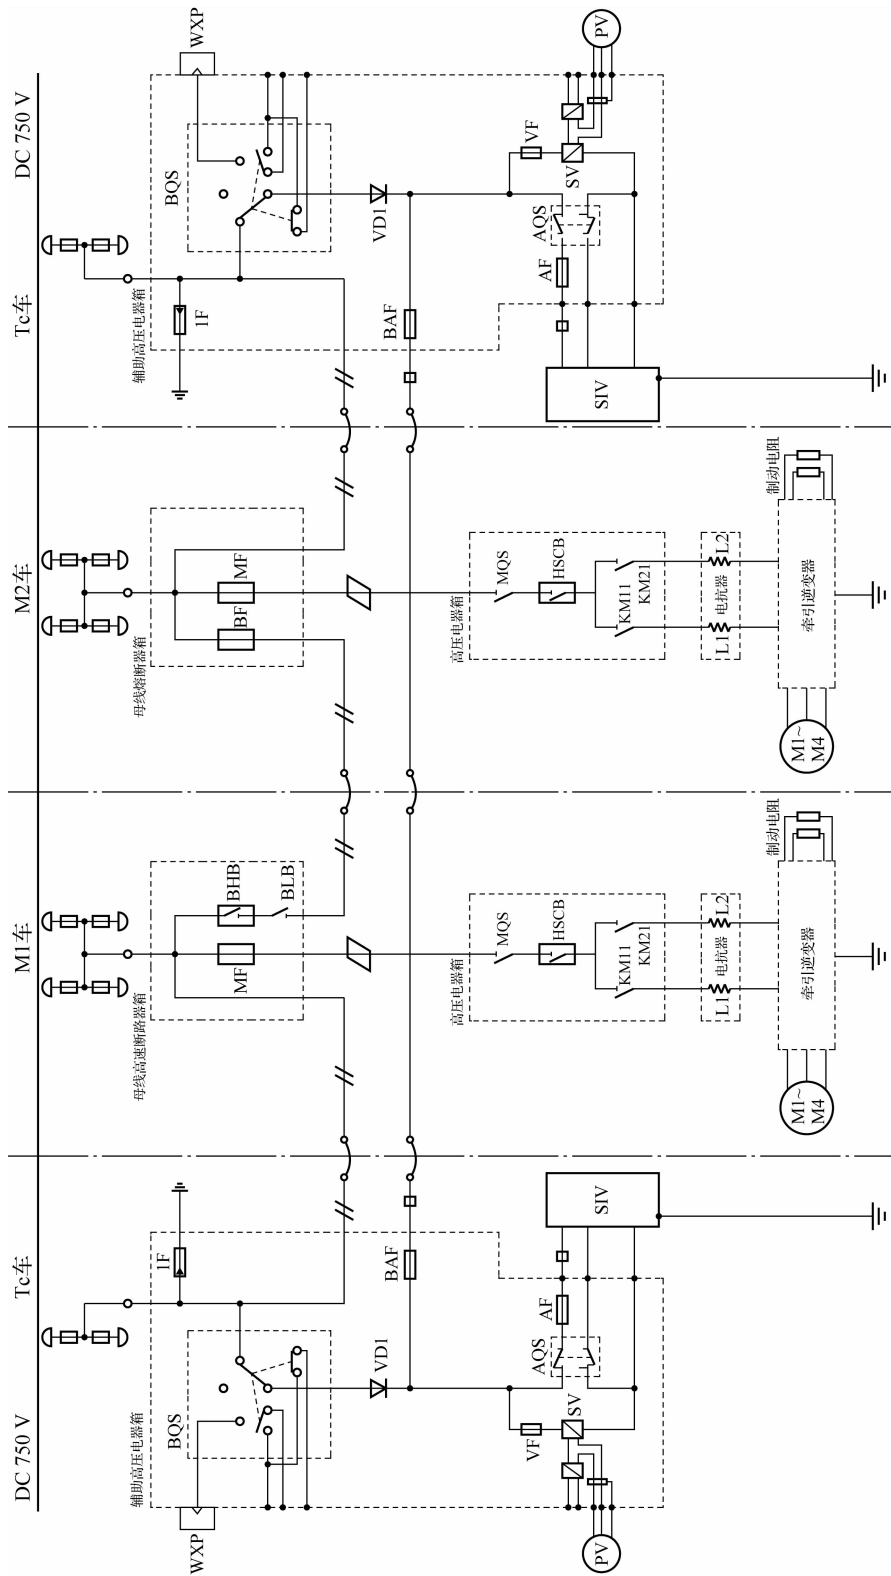 DC 750 V
Tc车
M1车
M2车
Tc车
DC 750 V
辅助高压电器箱
母线高速断路器箱
母线熔断器箱
辅助高压电器箱
WXP
BQS
1F
MF
BHB
BLB
BF
MF
1F
BQS
WXP
VD1
BAF
BAF
VD1
高压电器箱
MQS
HSCB
KM11
KM21
高压电器箱
MQS
HSCB
KM11
KM21
VF
SV
AQS
AF
SIV
PV
SIV
AF
AQS
SV
VF
PV
L1
电抗器
L2
L1
电抗器
L2
制动电阻
制动电阻
M1~
M4
牵引逆变器
M1~
M4
牵引逆变器